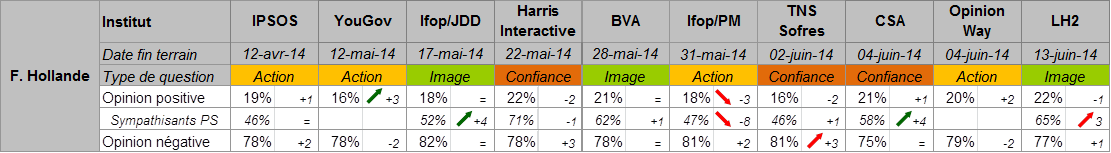 F. Hollande
Institut IPSOS YouGov Ifop/JDD Harris Interactive BVA Ifop/PM TNS Sofres CSA Opinion Way LH2
Date fin terrain 12-avr-14 12-mai-14 17-mai-14 22-mai-14 28-mai-14 31-mai-14 02-juin-14 04-juin-14 04-juin-14 13-juin-14
Type de question Action Action Image Confiance Image Action Confiance Confiance Action Image
Opinion positive 19% +1 16% +3 18% = 22% -2 21% = 18% -3 16% -2 21% +1 20% +2 22% -1
Sympathisants PS 46% = 52% +4 71% -1 62% +1 47% -8 46% +1 58% +4 65% 3
Opinion négative 78% +2 78% -2 82% = 78% +3 78% = 81% +2 81% +3 75% = 79% -2 77% +1